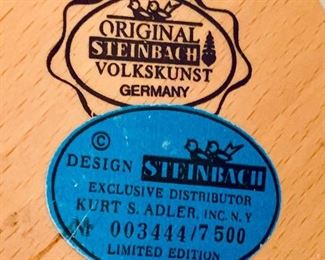 ORIGINAL
STEINBACH
VOLKSKUNST
GERMANY
©
DESIGN STEINBACH
EXCLUSIVE DISTRIBUTOR
KURT S. ADLER, INC. N.Y
003444/7500
LIMITED EDITION